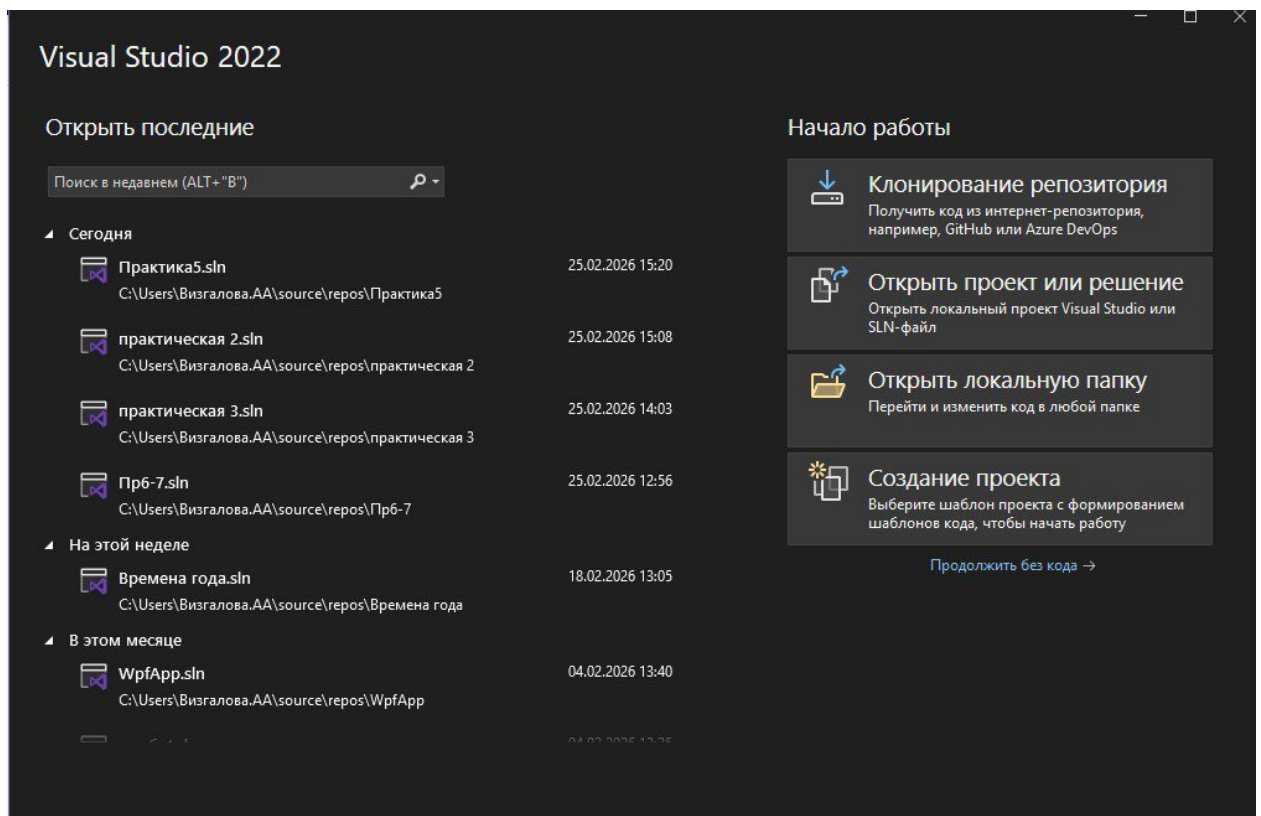 Visual Studio 2022
Открыть последние
Поиск в недавнем (ALT+"В")
Сегодня
Практика5.sln 25.02.2026 15:20
C:\Users\Визгалова.АА\source\repos\Практика5
практическая 2.sln 25.02.2026 15:08
C:\Users\Визгалова.АА\source\repos\практическая 2
практическая 3.sln 25.02.2026 14:03
C:\Users\Визгалова.АА\source\repos\практическая 3
Пр6-7.sln 25.02.2026 12:56
C:\Users\Визгалова.АА\source\repos\Пр6-7
На этой неделе
Времена года.sln 18.02.2026 13:05
C:\Users\Визгалова.АА\source\repos\Времена года
В этом месяце
WpfApp.sln 04.02.2026 13:40
C:\Users\Визгалова.АА\source\repos\WpfApp
Начало работы
Клонирование репозитория
Получить код из интернет-репозитория,
например, GitHub или Azure DevOps
Открыть проект или решение
Открыть локальный проект Visual Studio или
SLN-файл
Открыть локальную папку
Перейти и изменить код в любой папке
Создание проекта
Выберите шаблон проекта с формированием
шаблонов кода, чтобы начать работу
Продолжить без кода →